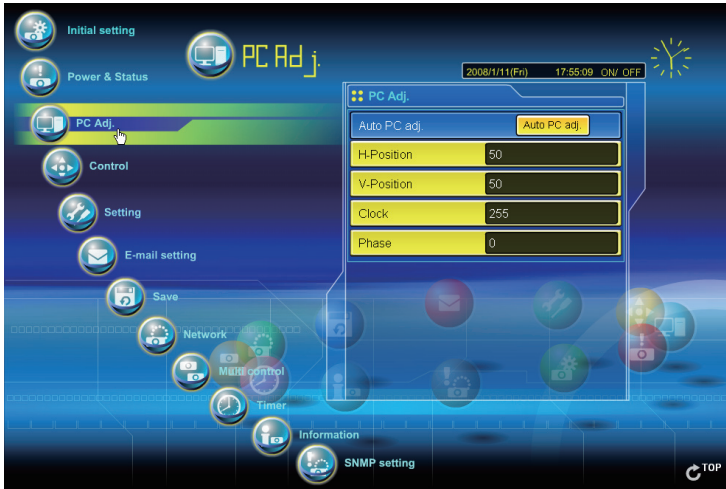 Initial setting
Power & Status
PC Adj.
Control
Setting
E-mail setting
Save
Network
Multi control
Timer
Information
SNMP setting
PC Adj.
2008/1/11(Fri) 17:55:09 ON/ OFF
PC Adj.
Auto PC adj. Auto PC adj.
H-Position 50
V-Position 50
Clock 255
Phase 0
TOP